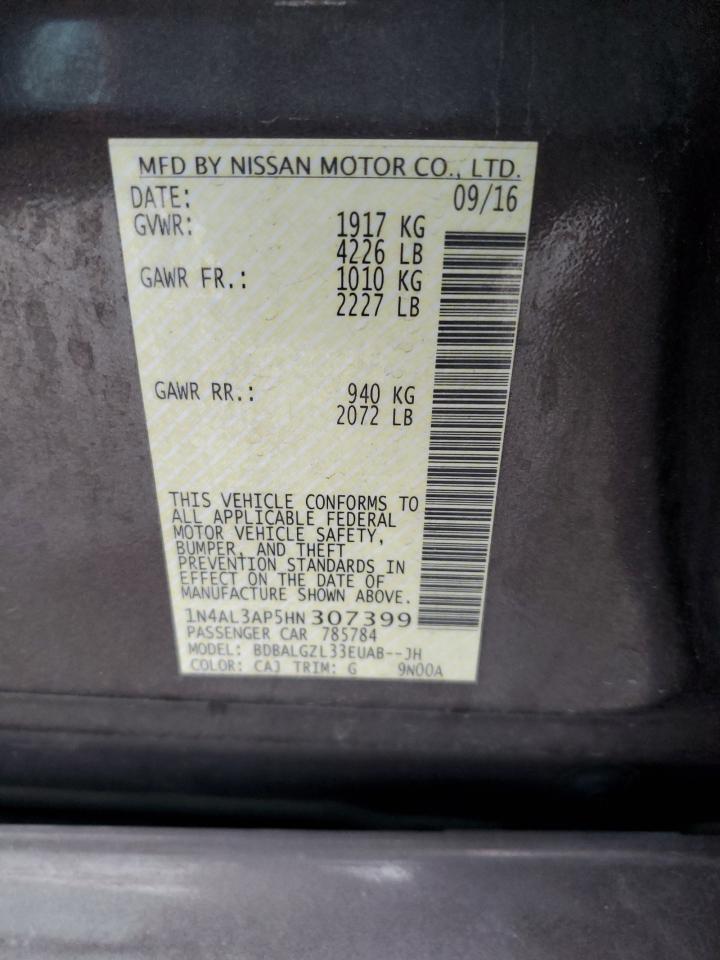 MFD BY NISSAN MOTOR CO., LTD.
DATE: 09/16
GVWR: 1917 KG
4226 LB
GAWR FR.: 1010 KG
2227 LB
GAWR RR.: 940 KG
2072 LB
THIS VEHICLE CONFORMS TO
ALL APPLICABLE FEDERAL
MOTOR VEHICLE SAFETY,
BUMPER, AND THEFT
PREVENTION STANDARDS IN
EFFECT ON THE DATE OF
MANUFACTURE SHOWN ABOVE.
1N4AL3AP5HN307399
PASSENGER CAR 785784
MODEL: BDBALGZL33EUAB--JH
COLOR: CAJ TRIM: G 9N00A